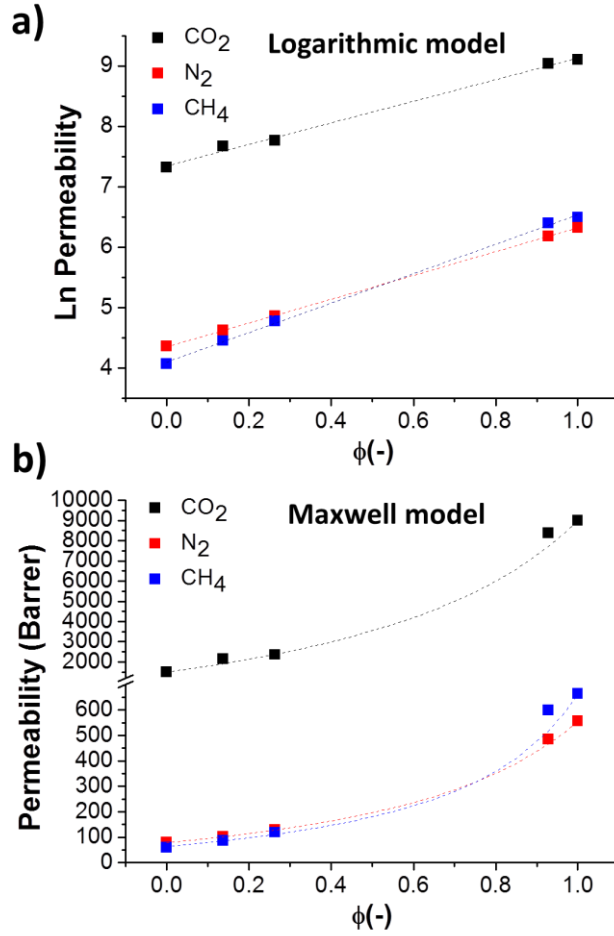 a)
Logarithmic model
CO2
N2
CH4
Ln Permeability
9
8
7
6
5
4
0.0 0.2 0.4 0.6 0.8 1.0
ϕ(-)
b)
Maxwell model
CO2
N2
CH4
Permeability (Barrer)
10000
9000
8000
7000
6000
5000
4000
3000
2000
600
500
400
300
200
100
0
0.0 0.2 0.4 0.6 0.8 1.0
ϕ(-)